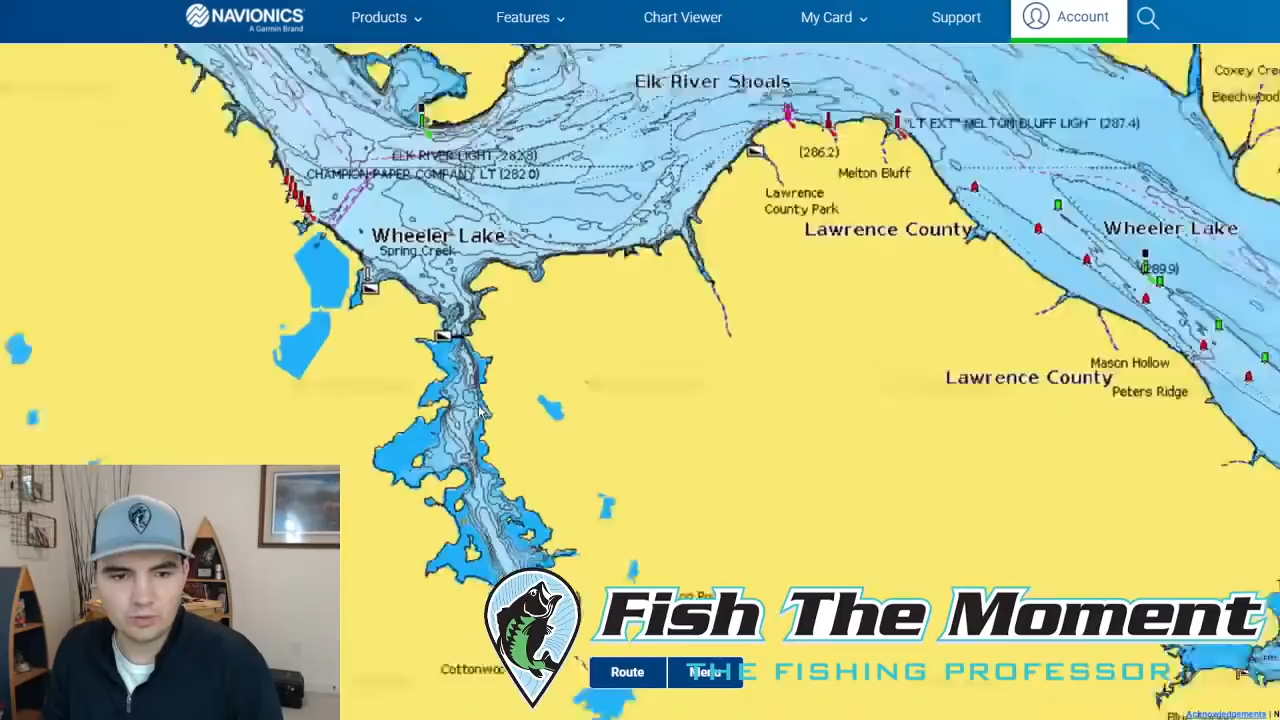 NAVIONICS
A Garmin Brand
Products
Features
Chart Viewer
My Card
Support
Account
Elk River Shoals
Coxey Cree
Beechwood
LT EXT MELTON BLUFF LIGHT (287.4)
ELK RIVER LIGHT, 282.8)
(286.2)
CHAMPION PAPER COMPANY LT (282.0)
Melton Bluff
Lawrence
County Park
Wheeler Lake
Spring Creek
Lawrence County
Wheeler Lake
289.9)
Mason Hollow
Lawrence County
Peters Ridge
Fish The Moment
THE FISHING PROFESSOR
Cottonwoo
Route
Menu
Acknowledgements | N